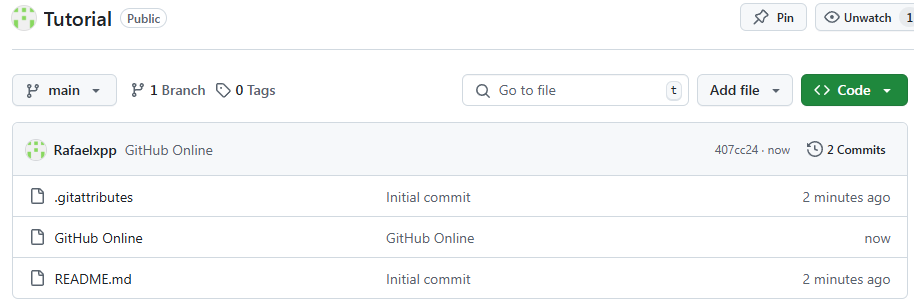 Tutorial Public Pin Unwatch 1
main 1 Branch 0 Tags Go to file t Add file <> Code
Rafaelxpp GitHub Online 407cc24 · now 2 Commits
.gitattributes Initial commit 2 minutes ago
GitHub Online GitHub Online now
README.md Initial commit 2 minutes ago